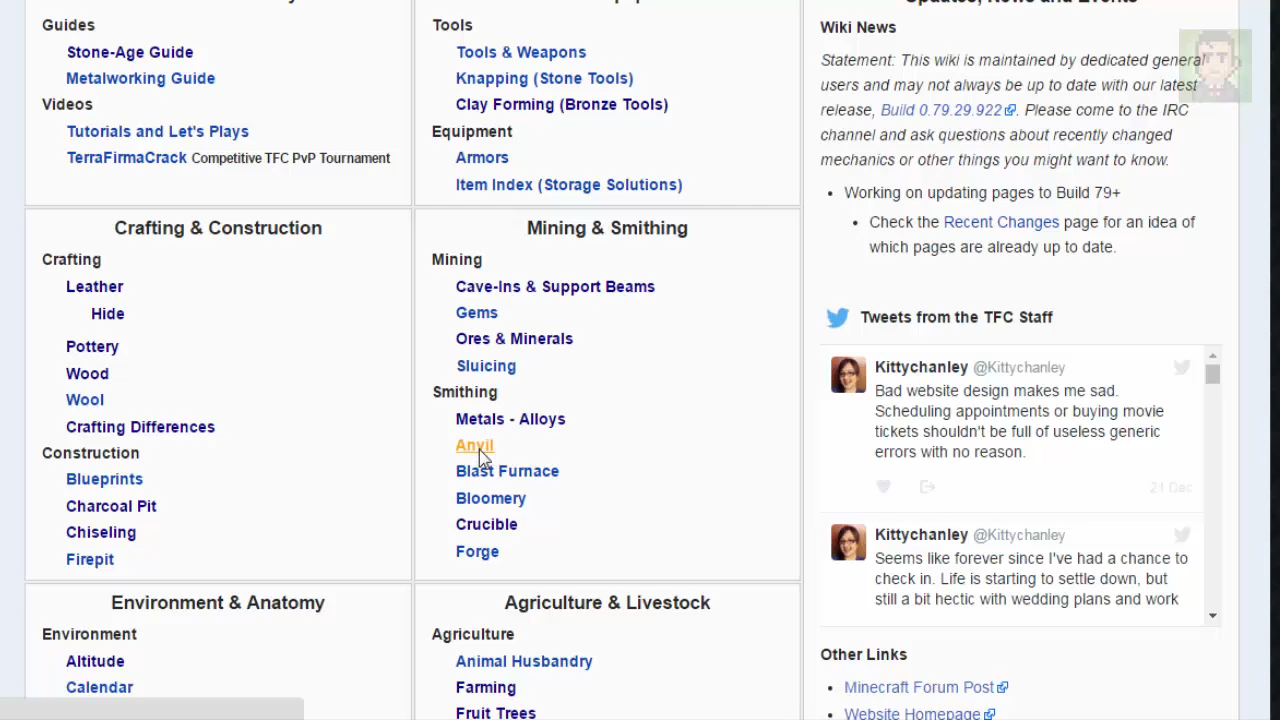 Updates, News and Events
Guides
Stone-Age Guide
Metalworking Guide
Videos
Tutorials and Let's Plays
TerraFirmaCrack Competitive TFC PvP Tournament
Tools
Tools & Weapons
Knapping (Stone Tools)
Clay Forming (Bronze Tools)
Equipment
Armors
Item Index (Storage Solutions)
Crafting & Construction
Crafting
Leather
Hide
Pottery
Wood
Wool
Crafting Differences
Construction
Blueprints
Charcoal Pit
Chiseling
Firepit
Mining & Smithing
Mining
Cave-Ins & Support Beams
Gems
Ores & Minerals
Sluicing
Smithing
Metals - Alloys
Anvil
Blast Furnace
Bloomery
Crucible
Forge
Environment & Anatomy
Environment
Altitude
Calendar
Agriculture & Livestock
Agriculture
Animal Husbandry
Farming
Fruit Trees
Wiki News
Statement: This wiki is maintained by dedicated general
users and may not always be up to date with our latest
release, Build 0.79.29.922. Please come to the IRC
channel and ask questions about recently changed
mechanics or other things you might want to know.
Working on updating pages to Build 79+
Check the Recent Changes page for an idea of
which pages are already up to date.
Tweets from the TFC Staff
Kittychanley @Kittychanley
Bad website design makes me sad.
Scheduling appointments or buying movie
tickets shouldn't be full of useless generic
errors with no reason.
21 Dec
Kittychanley @Kittychanley
Seems like forever since I've had a chance to
check in. Life is starting to settle down, but
still a bit hectic with wedding plans and work
Other Links
Minecraft Forum Post
Website Homepage